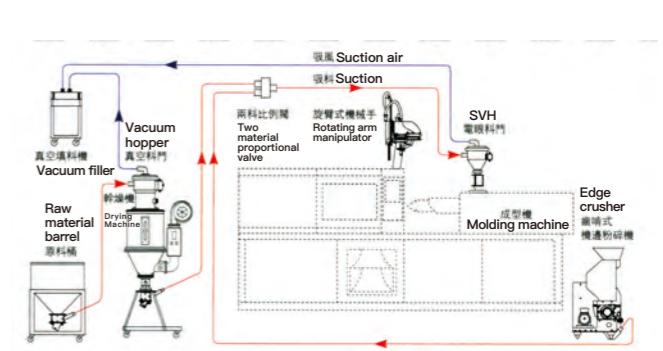 吸風 Suction air
吸料 Suction
兩料比例閥
Two
material
proportional
valve
旋臂式機械手
Rotating arm
manipulator
SVH
電眼料鬥
Vacuum
hopper
真空料鬥
真空填料機
Vacuum filler
乾燥機
Drying
Machine
Raw
material
barrel
原料桶
成型機
Molding machine
Edge
crusher
機邊粉碎機